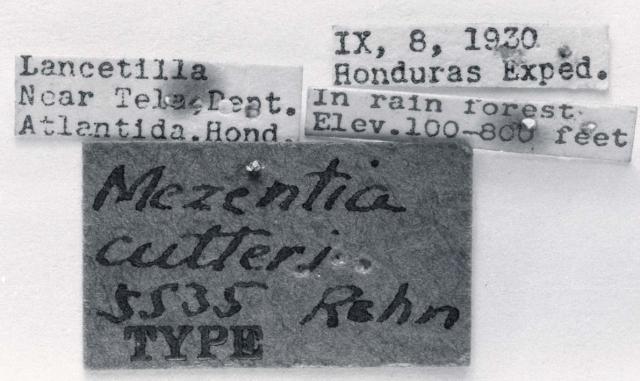 Lancetilla
Near Tela, Dept.
Atlantida. Hond.
IX, 8, 1930
Honduras Exped.
In rain forest
Elev. 100-800 feet
Mezentia
cutteri
5535 Rehn
TYPE